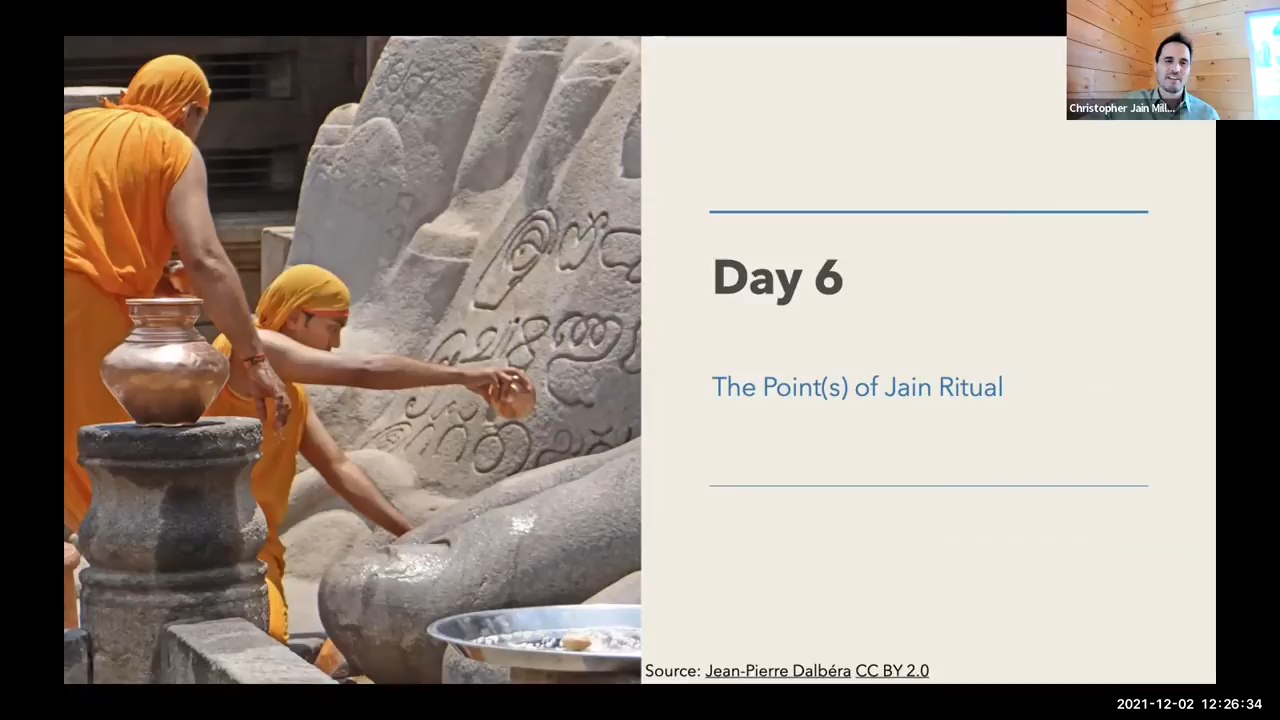 Christopher Jain Mill...
Day 6
The Point(s) of Jain Ritual
Source: Jean-Pierre Dalbéra CC BY 2.0
2021-12-02 12:26:34